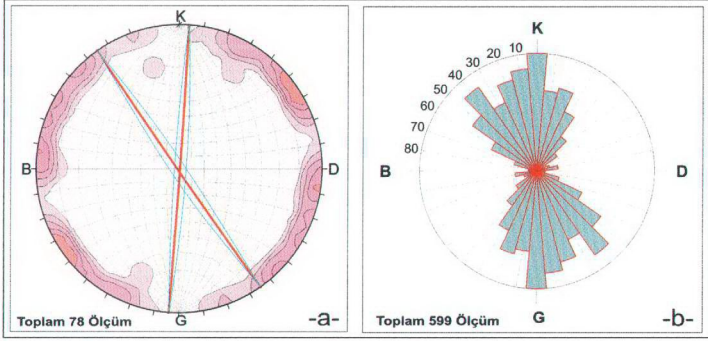 K
B
D
G
Toplam 78 Ölçüm
-a-
K
10
20
30
40
50
60
70
80
B
D
G
Toplam 599 Ölçüm
-b-